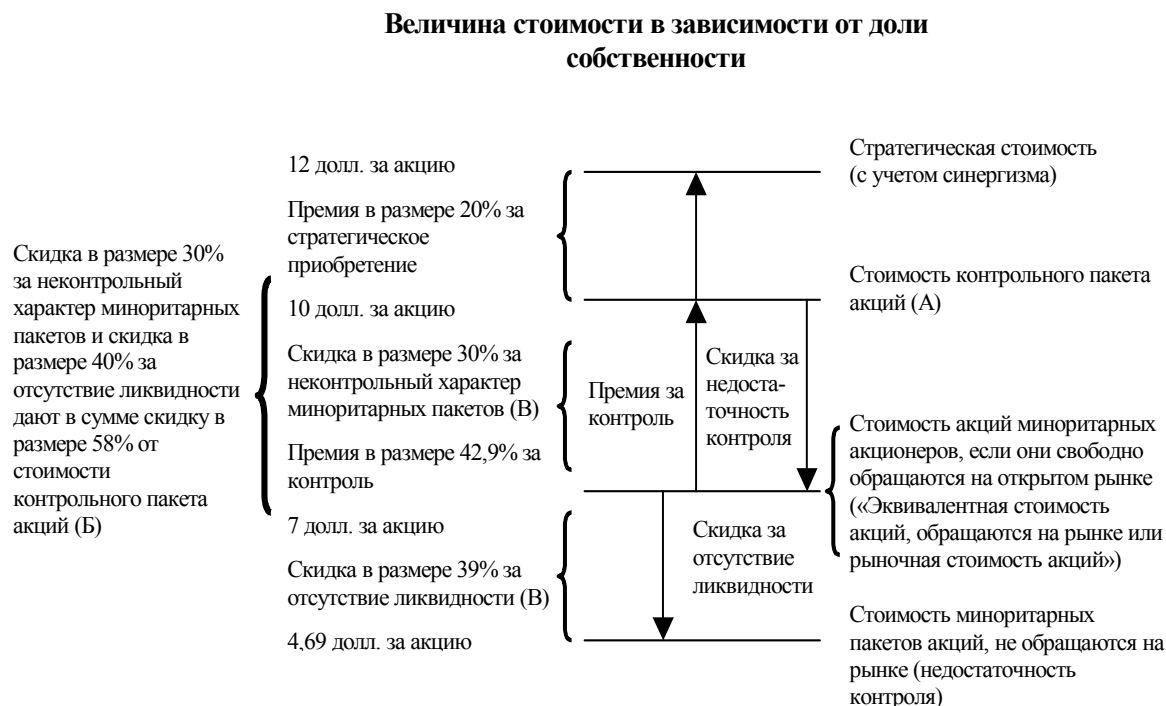 Величина стоимости в зависимости от доли
собственности
Скидка в размере 30%
за неконтрольный
характер миноритарных
пакетов и скидка в
размере 40% за
отсутствие ликвидности
дают в сумме скидку в
размере 58% от
стоимости
контрольного пакета
акций (Б)
12 долл. за акцию
Премия в размере 20% за
стратегическое
приобретение
10 долл. за акцию
Скидка в размере 30% за
неконтрольный характер
миноритарных пакетов (В)
Премия в размере 42,9% за
контроль
7 долл. за акцию
Скидка в размере 39% за
отсутствие ликвидности (В)
4,69 долл. за акцию
Премия за
контроль
Скидка за
недоста-
точность
контроля
Скидка за
отсутствие
ликвидности
Стратегическая стоимость
(с учетом синергизма)
Стоимость контрольного пакета
акций (А)
Стоимость акций миноритарных
акционеров, если они свободно
обращаются на открытом рынке
(«Эквивалентная стоимость
акций, обращаются на рынке или
рыночная стоимость акций»)
Стоимость миноритарных
пакетов акций, не обращаются на
рынке (недостаточность
контроля)